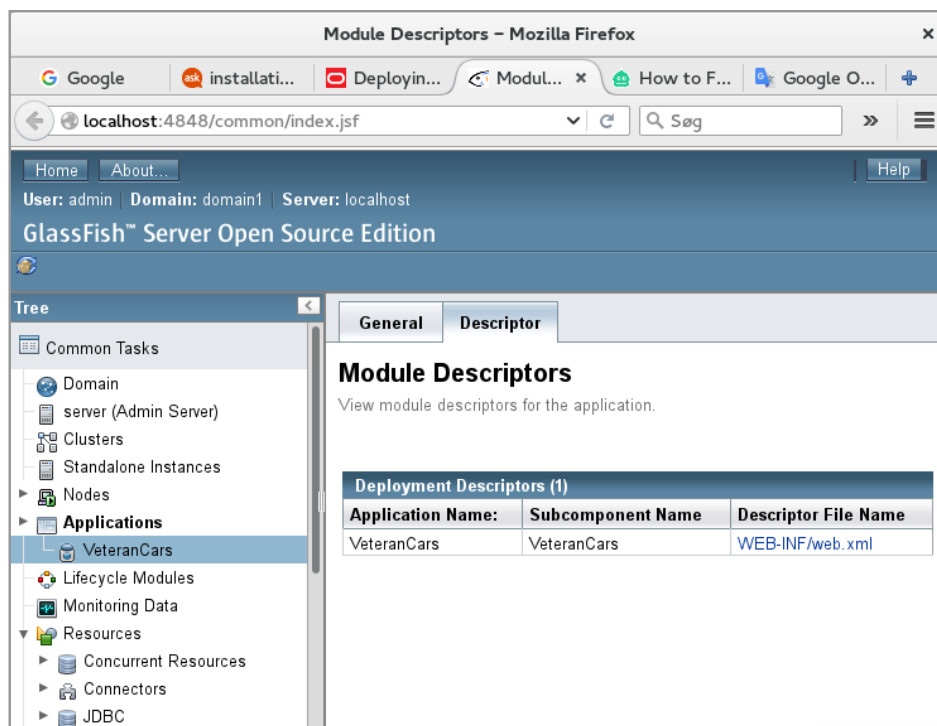 Module Descriptors – Mozilla Firefox
Google
ask
installati...
Deployin...
Modul...
How to F...
Google O...
localhost:4848/common/index.jsf
Søg
Home
About...
Help
User: admin Domain: domain1 Server: localhost
GlassFish™ Server Open Source Edition
Tree
Common Tasks
Domain
server (Admin Server)
Clusters
Standalone Instances
Nodes
Applications
VeteranCars
Lifecycle Modules
Monitoring Data
Resources
Concurrent Resources
Connectors
JDBC
General
Descriptor
Module Descriptors
View module descriptors for the application.
Deployment Descriptors (1)
Application Name: Subcomponent Name Descriptor File Name
VeteranCars VeteranCars WEB-INF/web.xml